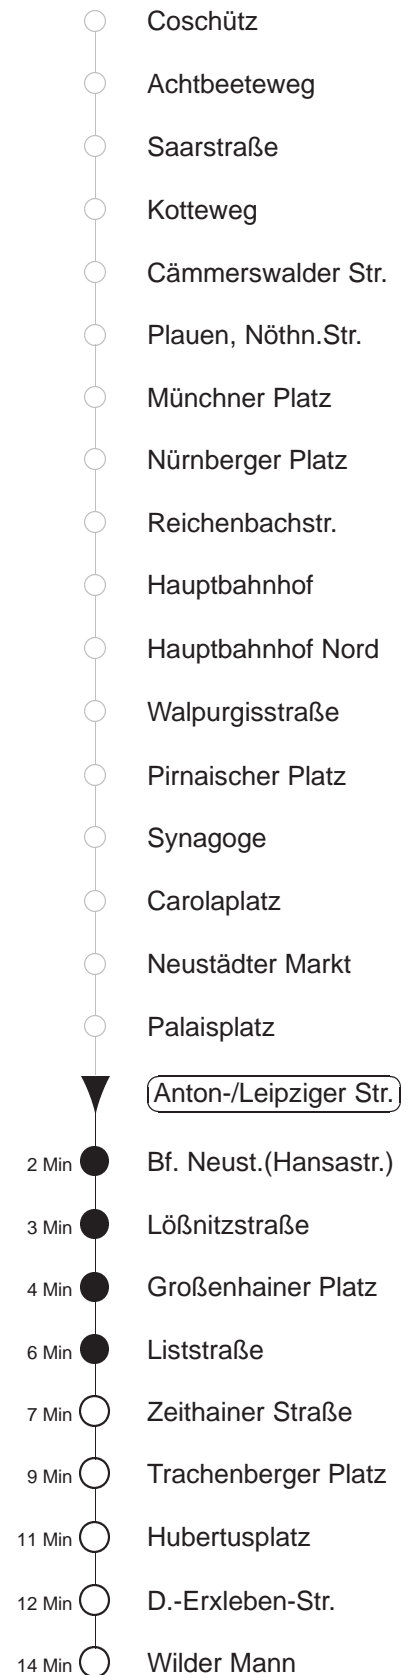 Coschütz
Achtbeeteweg
Saarstraße
Kotteweg
Cämmerswalder Str.
Plauen, Nöthn.Str.
Münchner Platz
Nürnberger Platz
Reichenbachstr.
Hauptbahnhof
Hauptbahnhof Nord
Walpurgisstraße
Pirnaischer Platz
Synagoge
Carolaplatz
Neustädter Markt
Palaisplatz
Anton-/Leipziger Str.
2 Min Bf. Neust.(Hansastr.)
3 Min Lößnitzstraße
4 Min Großenhainer Platz
6 Min Liststraße
7 Min Zeithainer Straße
9 Min Trachenberger Platz
11 Min Hubertusplatz
12 Min D.-Erxleben-Str.
14 Min Wilder Mann